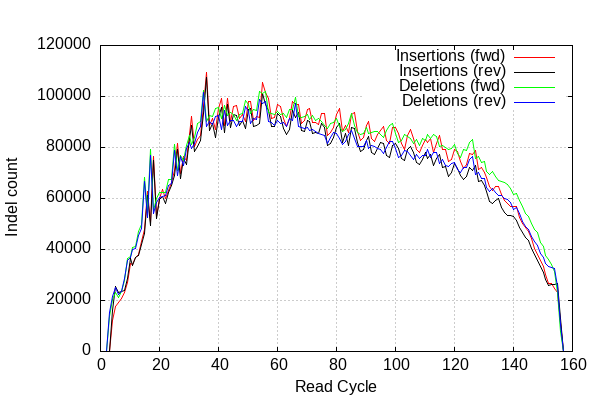 120000
100000
80000
60000
40000
20000
0
Indel count
Insertions (fwd)
Insertions (rev)
Deletions (fwd)
Deletions (rev)
0 20 40 60 80 100 120 140 160
Read Cycle